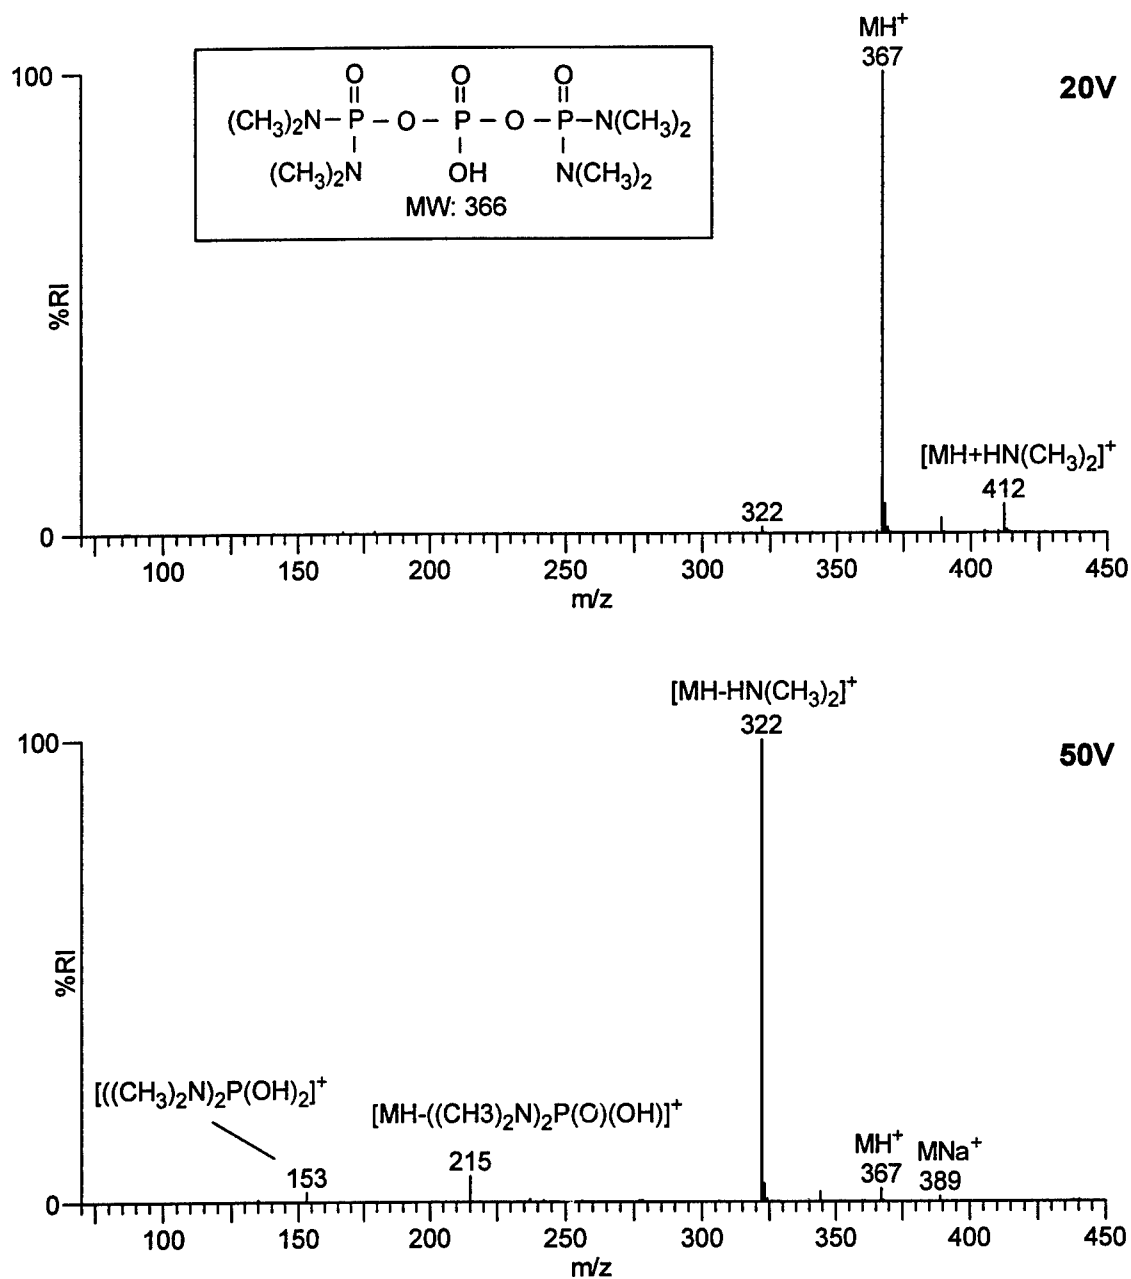 MH+
367
100
20V
O O O
(CH3)2N–P – O – P – O – P–N(CH3)2
(CH3)2N OH N(CH3)2
MW: 366
%RI
[MH+HN(CH3)2]+
412
322
0
100 150 200 250 300 350 400 450
m/z
[MH-HN(CH3)2]+
322
100
50V
%RI
[((CH3)2N)2P(OH)2]+
[MH-((CH3)2N)2P(O)(OH)]+
MH+ MNa+
153 215 367 389
0
100 150 200 250 300 350 400 450
m/z